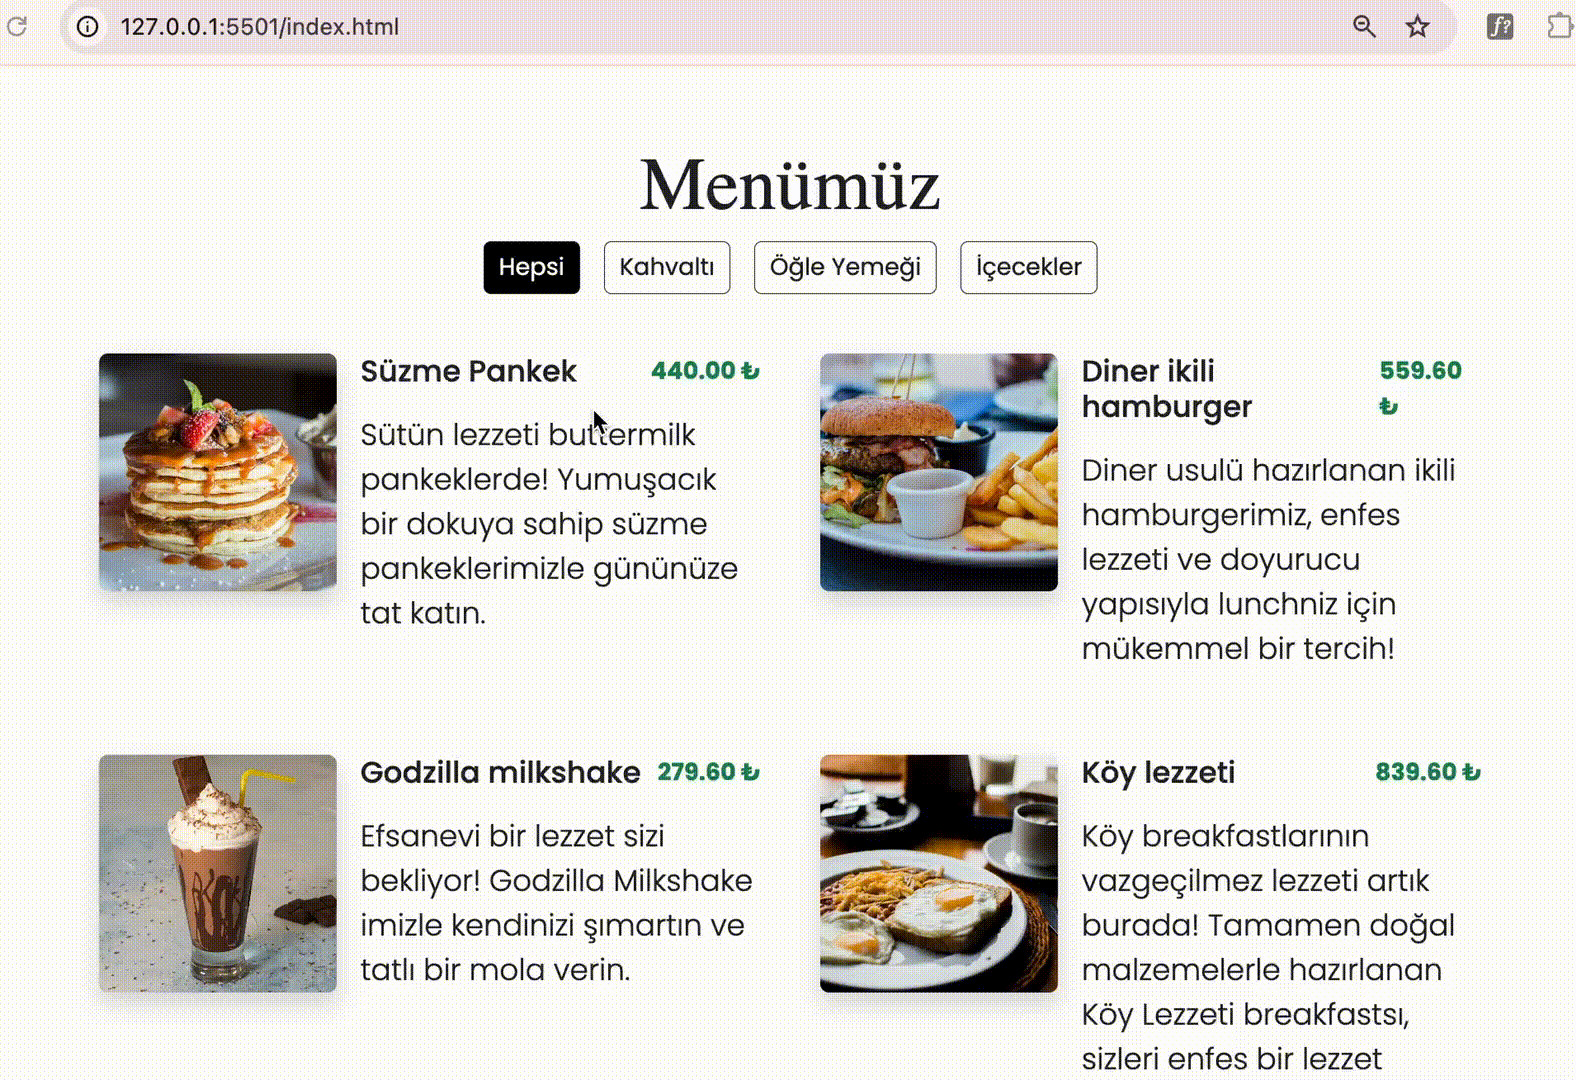 127.0.0.1:5501/index.html
f?
Menümüz
Hepsi
Kahvaltı
Öğle Yemeği
İçecekler
Süzme Pankek
440.00 ₺
Sütün lezzeti buttermilk
pankeklerde! Yumuşacık
bir dokuya sahip süzme
pankeklerimizle gününüze
tat katın.
Diner ikili
hamburger
559.60
₺
Diner usulü hazırlanan ikili
hamburgerimiz, enfes
lezzeti ve doyurucu
yapısıyla lunchniz için
mükemmel bir tercih!
Godzilla milkshake
279.60 ₺
Efsanevi bir lezzet sizi
bekliyor! Godzilla Milkshake
imizle kendinizi şımartın ve
tatlı bir mola verin.
Köy lezzeti
839.60 ₺
Köy breakfastlarının
vazgeçilmez lezzeti artık
burada! Tamamen doğal
malzemelerle hazırlanan
Köy Lezzeti breakfastsı,
sizleri enfes bir lezzet